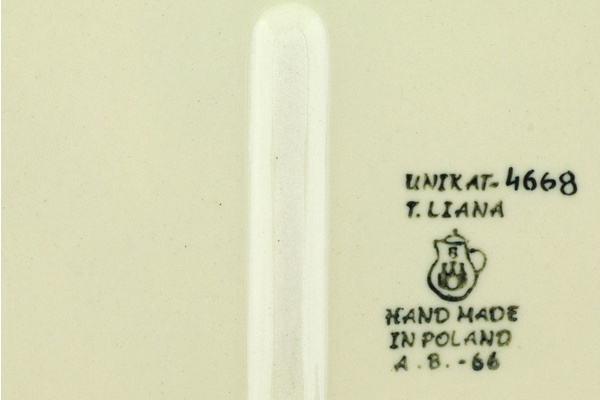 UNIKAT-4668
T. LIANA
B
HAND MADE
IN POLAND
A.B.-66